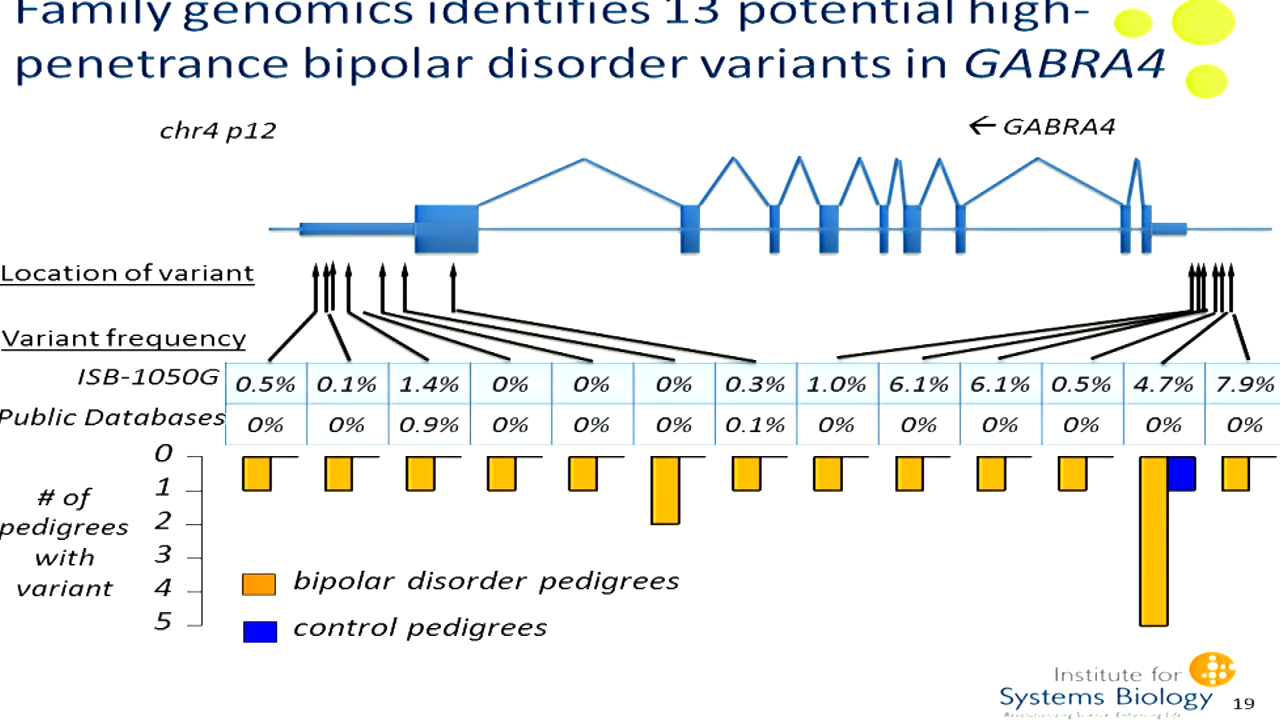 Family genomics identifies 13 potential high-
penetrance bipolar disorder variants in GABRA4
chr4 p12
← GABRA4
Location of variant
Variant frequency
ISB-1050G 0.5% 0.1% 1.4% 0% 0% 0% 0.3% 1.0% 6.1% 6.1% 0.5% 4.7% 7.9%
Public Databases 0% 0% 0.9% 0% 0% 0% 0.1% 0% 0% 0% 0% 0% 0%
# of
pedigrees
with
variant
0
1
2
3
4
5
bipolar disorder pedigrees
control pedigrees
Institute for
Systems Biology
Revolutionizing Science. Enhancing Life.
19